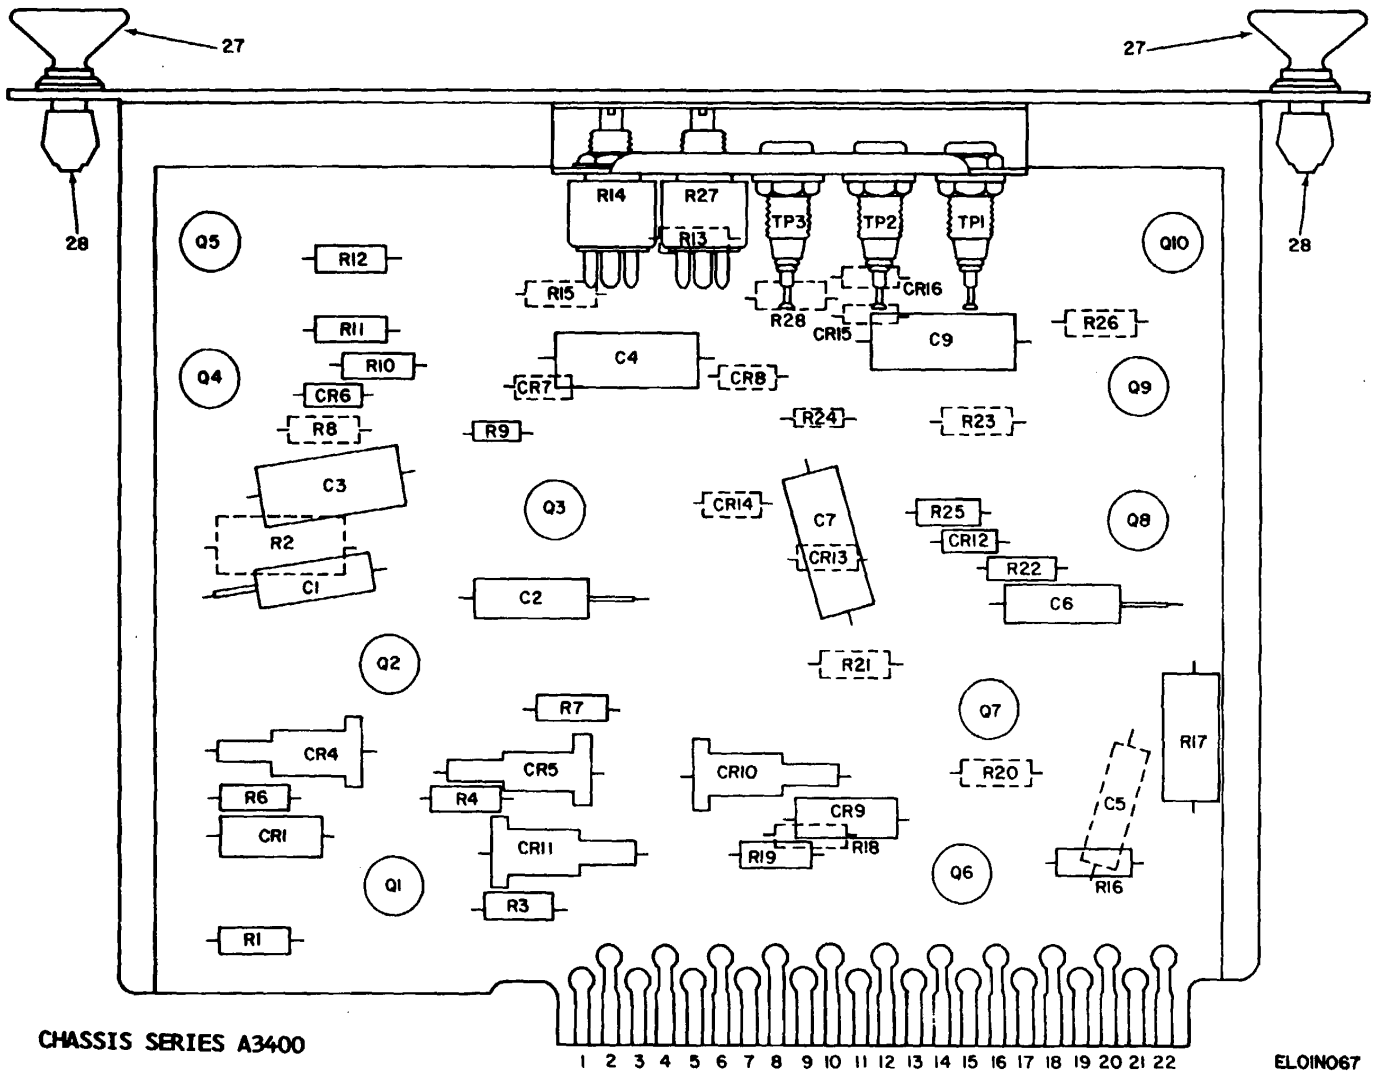 27
27
28
28
R14
R27
TP3
TP2
TP1
Q5
R13
Q10
R12
R15
CR16
R28
R11
CR15
R26
C4
C9
R10
Q4
CR7
CR8
Q9
CR6
R8
R9
R24
R23
C3
CR14
Q3
C7
R25
Q8
R2
CR12
CR13
R22
C1
C2
C6
Q2
R21
R7
Q7
R17
CR4
CR5
CR10
R20
R6
R4
C5
CR9
CR1
CR11
R19
R18
Q1
Q6
R16
R3
R1
CHASSIS SERIES A3400
1 2 3 4 5 6 7 8 9 10 11 12 13 14 15 16 17 18 19 20 21 22
EL0IN067